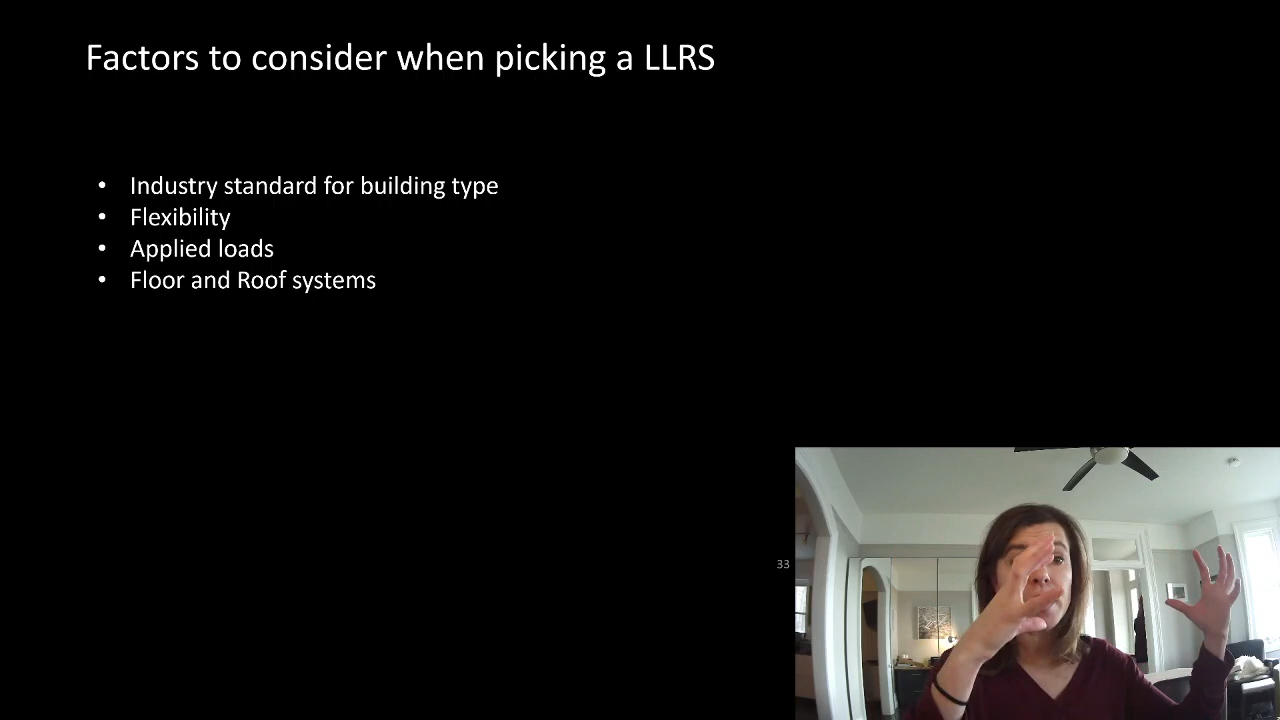 Factors to consider when picking a LLRS
• Industry standard for building type
• Flexibility
• Applied loads
• Floor and Roof systems
33